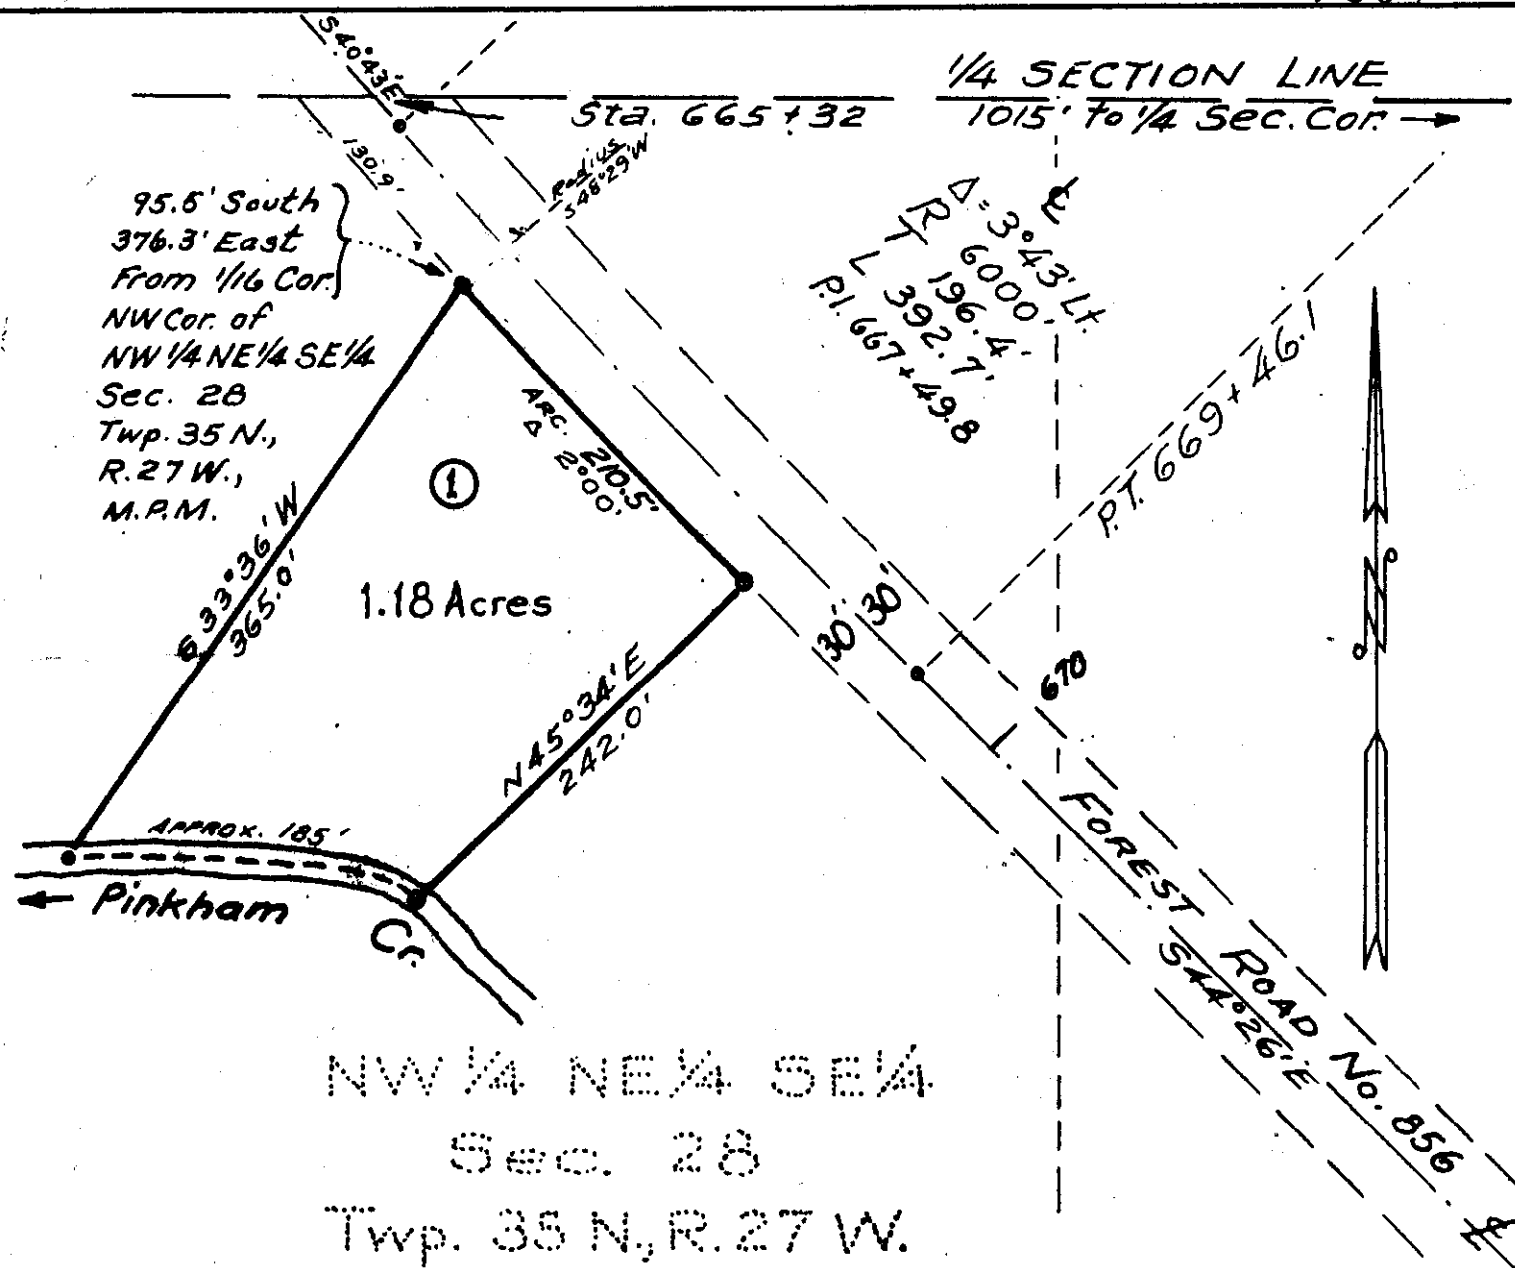 S40°43'E
1/4 SECTION LINE
Sta. 665+32
1015' to 1/4 Sec. Cor.
130.9'
Radius
S48°29'W
95.5' South
376.3' East
From 1/16 Cor.
NW Cor. of
NW 1/4 NE 1/4 SE 1/4
Sec. 28
Twp. 35 N.,
R. 27 W.,
M.P.M.
Δ = 3°43' Lt.
R 6000'
T 196.4'
L 392.7'
P.I. 667+49.8
P.T. 669+46.1
ARC. 210.5'
Δ 2°00'
1
1.18 Acres
S 33°36' W
365.0'
N 45°34' E
242.0'
30'
30'
670
APPROX. 185'
Pinkham
Cr.
FOREST ROAD No. 856
S44°26'E
NW 1/4 NE 1/4 SE 1/4
Sec. 28
Twp. 35 N., R. 27 W.